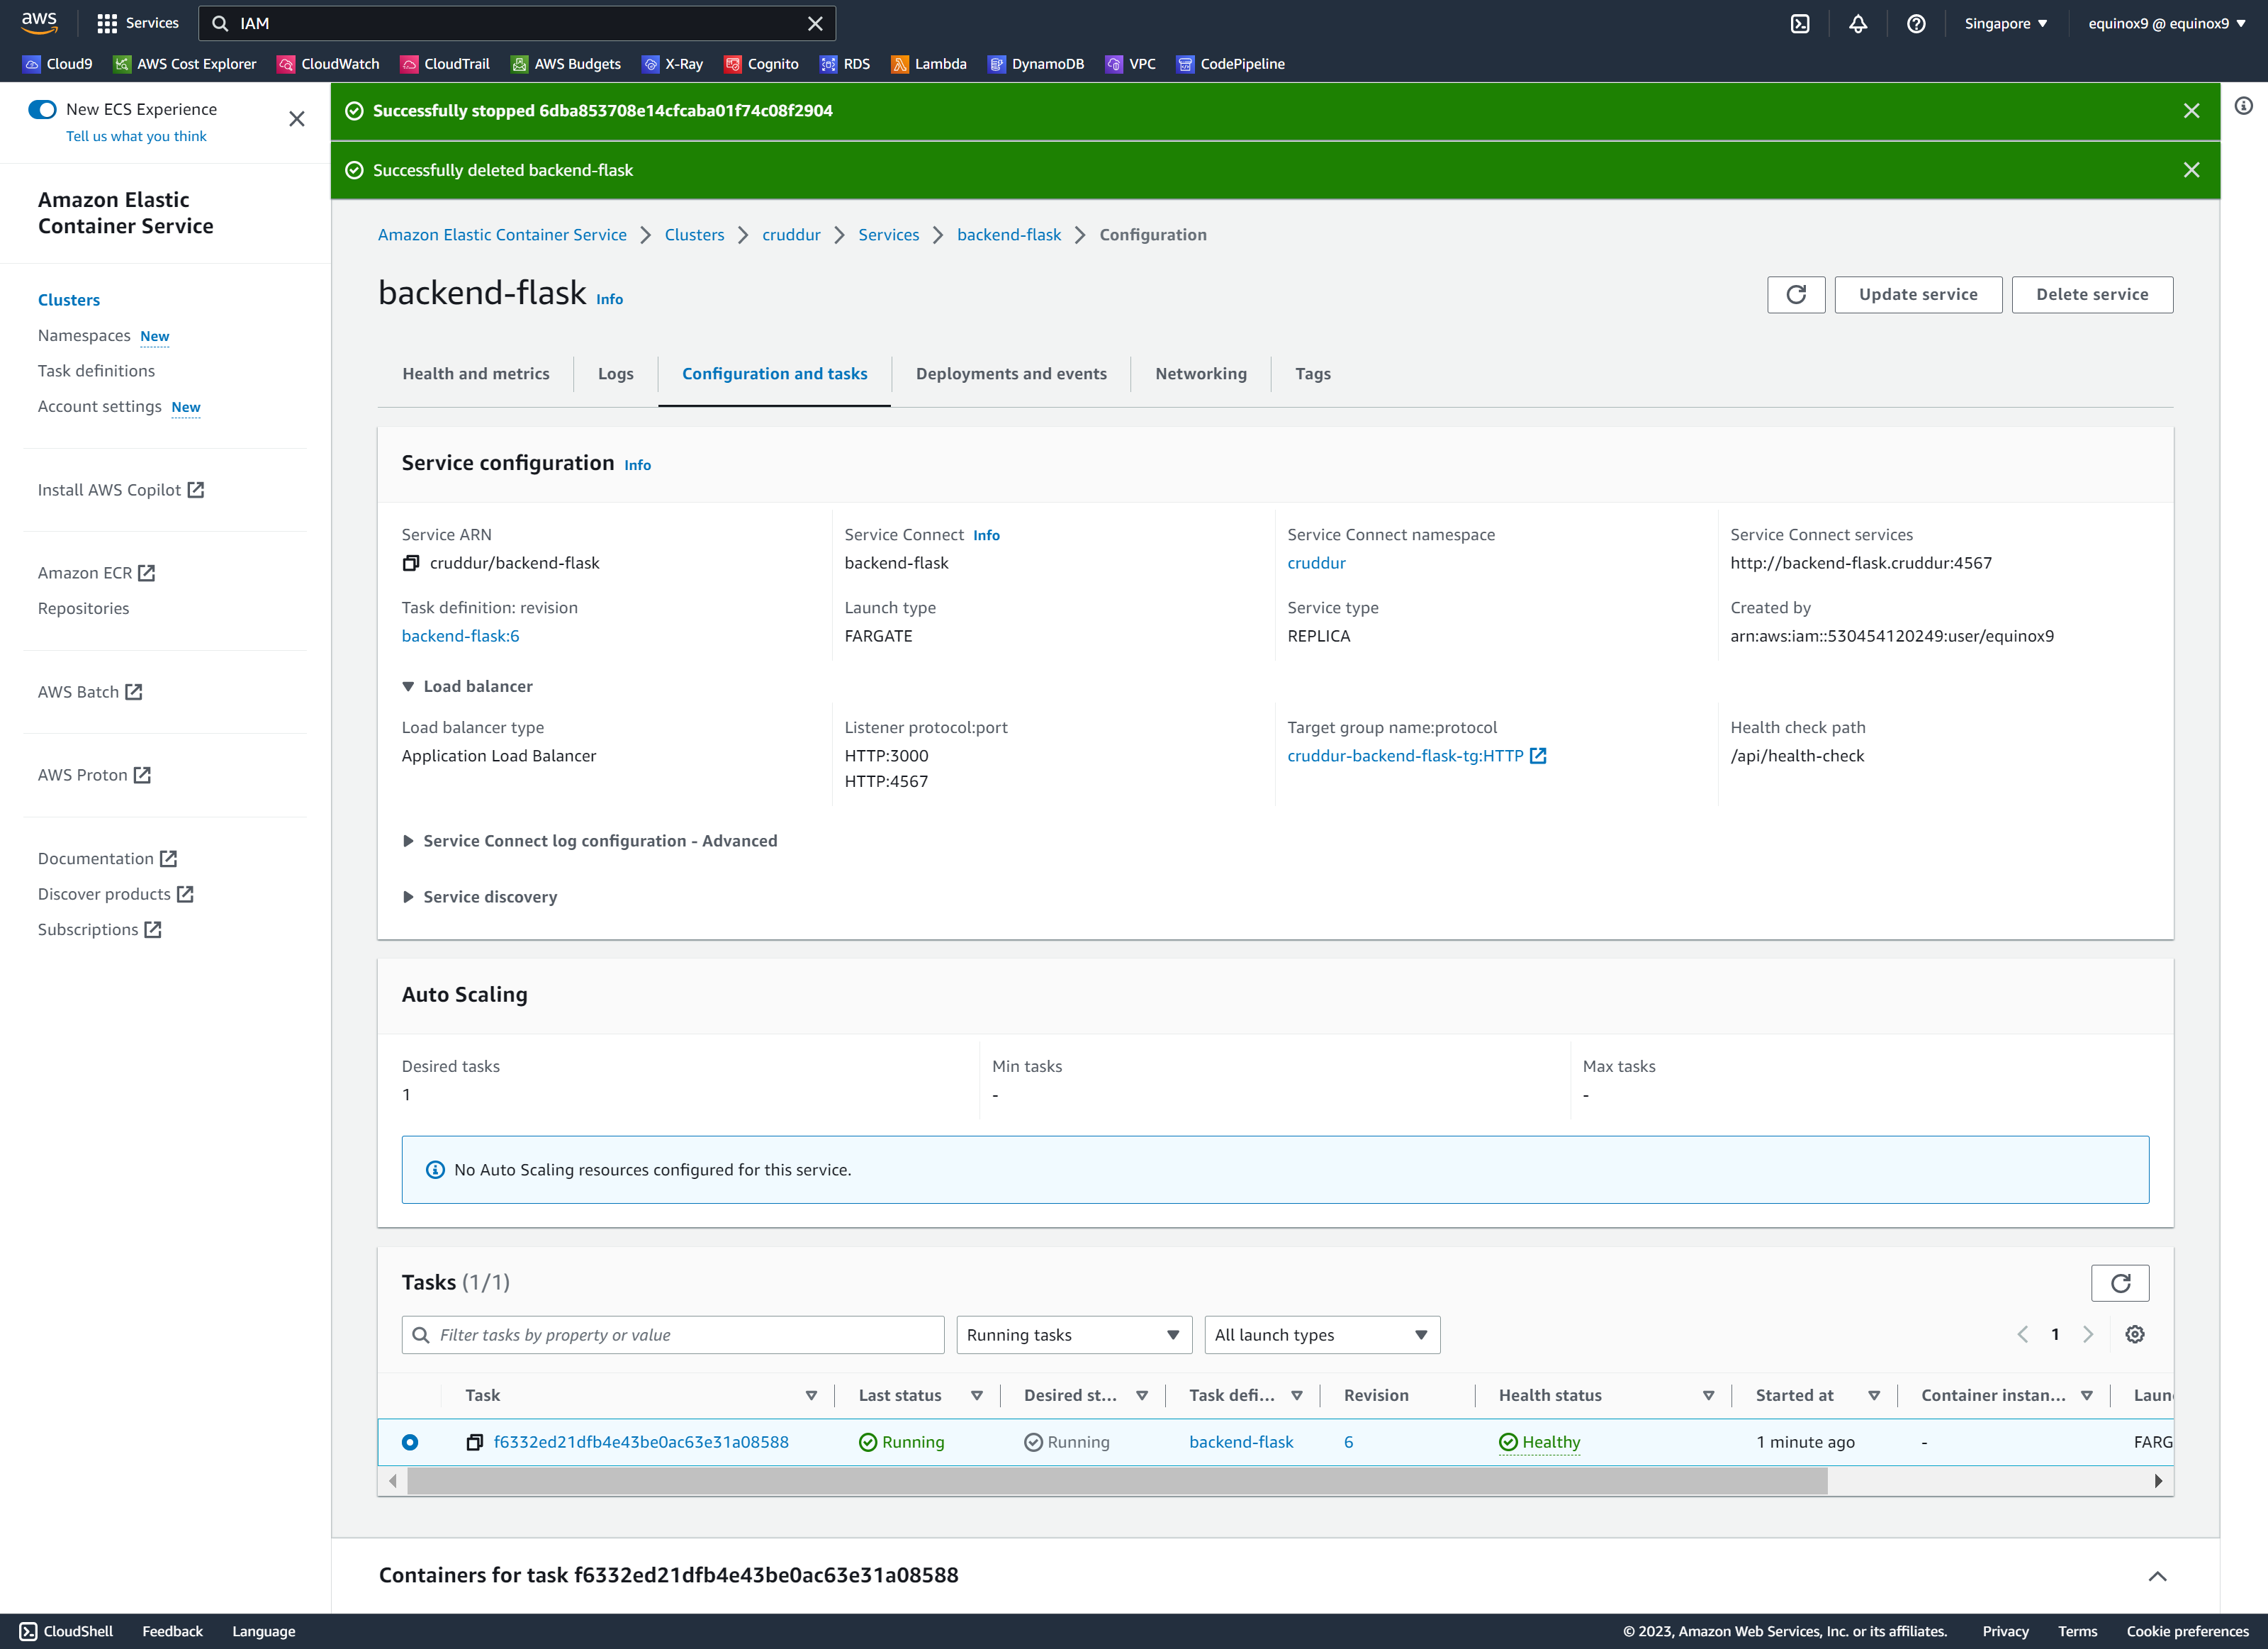 aws Services IAM Singapore equinox9 @ equinox9
Cloud9 AWS Cost Explorer CloudWatch CloudTrail AWS Budgets X-Ray Cognito RDS Lambda DynamoDB VPC CodePipeline
New ECS Experience
Tell us what you think
Amazon Elastic
Container Service
Clusters
Namespaces New
Task definitions
Account settings New
Install AWS Copilot
Amazon ECR
Repositories
AWS Batch
AWS Proton
Documentation
Discover products
Subscriptions
Successfully stopped 6dba853708e14cfcaba01f74c08f2904
Successfully deleted backend-flask
Amazon Elastic Container Service Clusters cruddur Services backend-flask Configuration
backend-flask Info
Update service Delete service
Health and metrics Logs Configuration and tasks Deployments and events Networking Tags
Service configuration Info
Service ARN Service Connect Info Service Connect namespace Service Connect services
cruddur/backend-flask backend-flask cruddur http://backend-flask.cruddur:4567
Task definition: revision Launch type Service type Created by
backend-flask:6 FARGATE REPLICA arn:aws:iam::530454120249:user/equinox9
Load balancer
Load balancer type Listener protocol:port Target group name:protocol Health check path
Application Load Balancer HTTP:3000 cruddur-backend-flask-tg:HTTP /api/health-check
HTTP:4567
Service Connect log configuration - Advanced
Service discovery
Auto Scaling
Desired tasks Min tasks Max tasks
1 - -
No Auto Scaling resources configured for this service.
Tasks (1/1)
Filter tasks by property or value Running tasks All launch types 1
Task Last status Desired st... Task defi... Revision Health status Started at Container instan... Laun
f6332ed21dfb4e43be0ac63e31a08588 Running Running backend-flask 6 Healthy 1 minute ago - FARG
Containers for task f6332ed21dfb4e43be0ac63e31a08588
CloudShell Feedback Language © 2023, Amazon Web Services, Inc. or its affiliates. Privacy Terms Cookie preferences